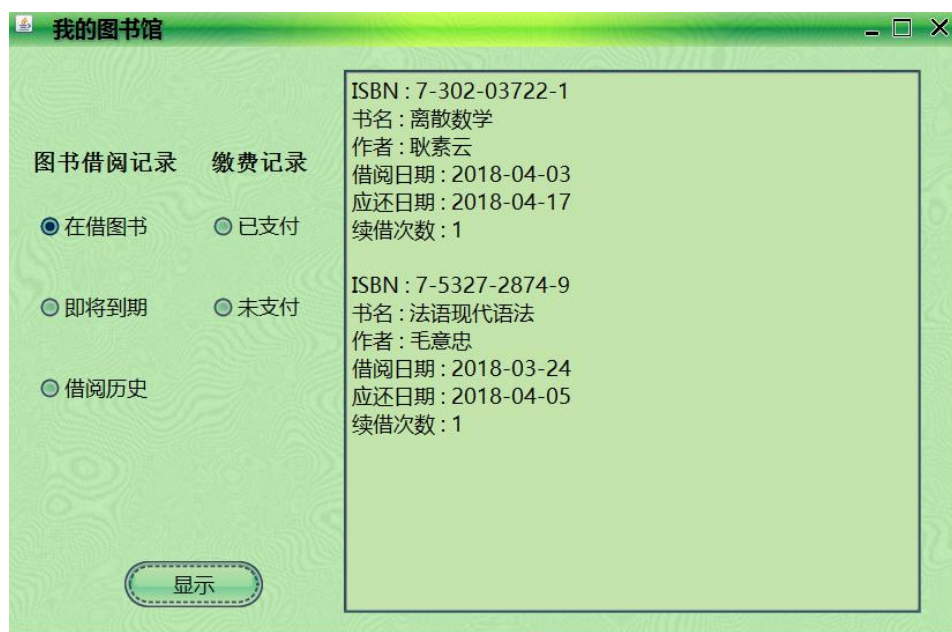 我的图书馆
图书借阅记录 缴费记录
在借图书 已支付
即将到期 未支付
借阅历史
显示
ISBN : 7-302-03722-1
书名 : 离散数学
作者 : 耿素云
借阅日期 : 2018-04-03
应还日期 : 2018-04-17
续借次数 : 1
ISBN : 7-5327-2874-9
书名 : 法语现代语法
作者 : 毛意忠
借阅日期 : 2018-03-24
应还日期 : 2018-04-05
续借次数 : 1